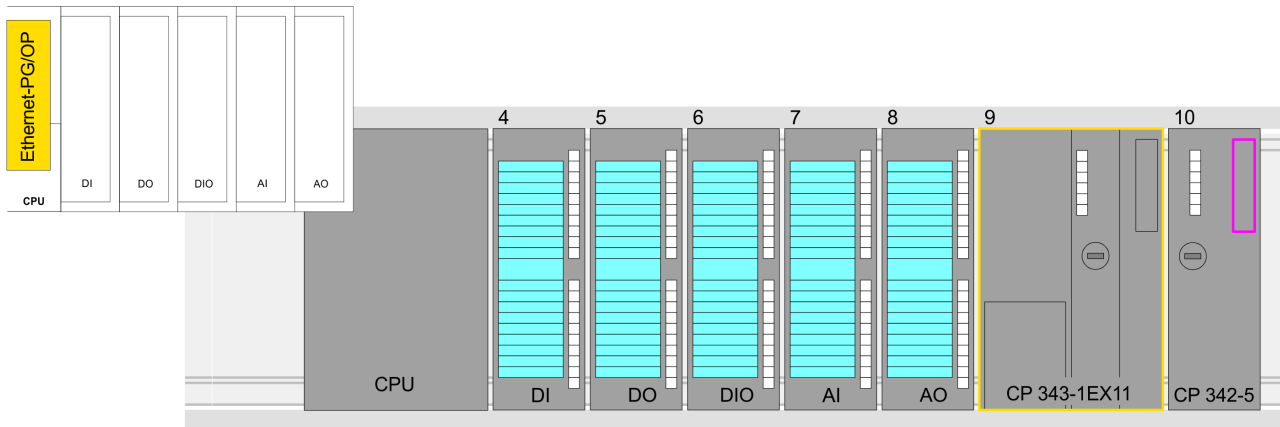 Ethernet-PG/OP
CPU
DI
DO
DIO
AI
AO
4
5
6
7
8
9
10
CPU
DI
DO
DIO
AI
AO
CP 343-1EX11
CP 342-5